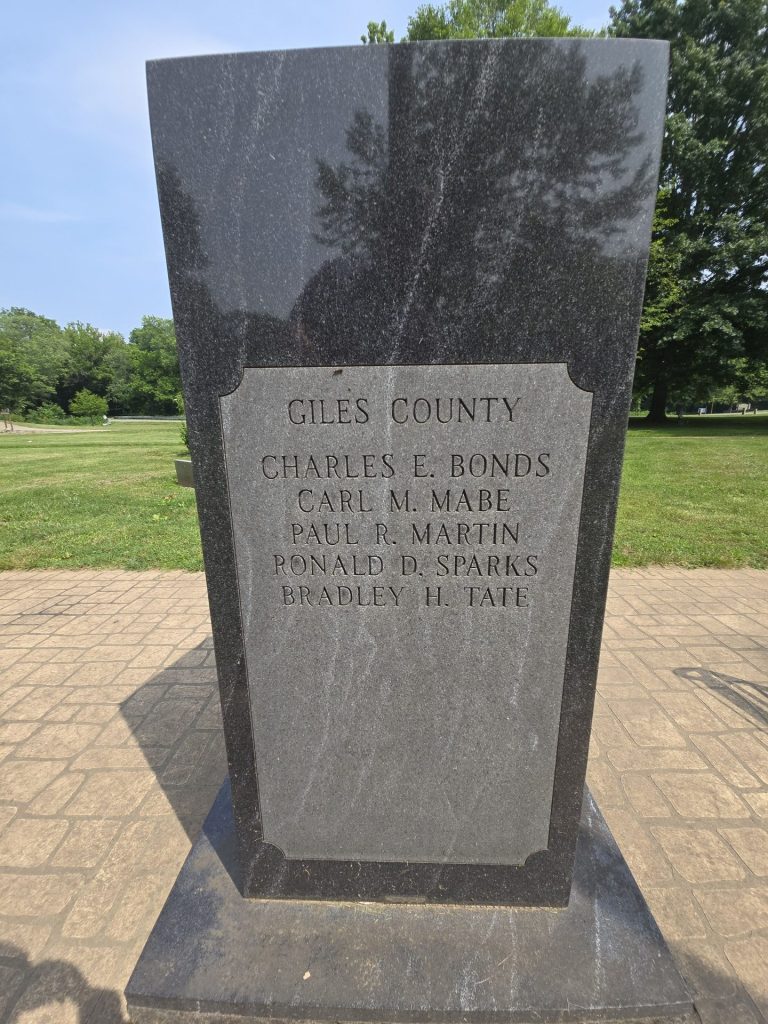 GILES COUNTY
CHARLES E. BONDS
CARL M. MABE
PAUL R. MARTIN
RONALD D. SPARKS
BRADLEY H. TATE